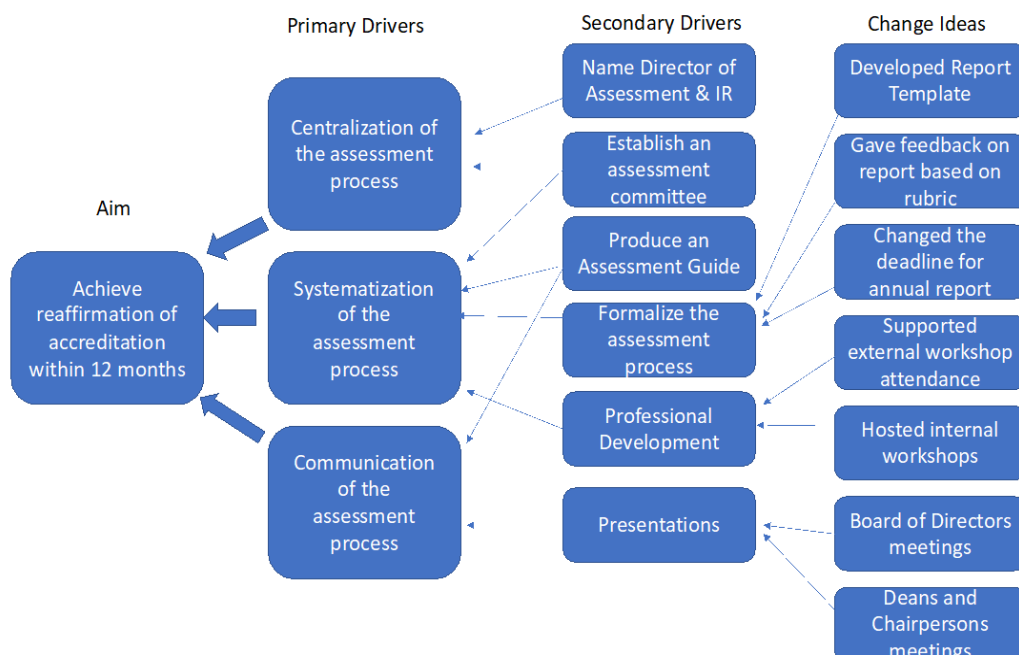 Primary Drivers
Secondary Drivers
Change Ideas
Aim
Achieve
reaffirmation of
accreditation
within 12 months
Centralization of
the assessment
process
Systematization
of the
assessment
process
Communication
of the
assessment
process
Name Director of
Assessment & IR
Establish an
assessment
committee
Produce an
Assessment Guide
Formalize the
assessment
process
Professional
Development
Presentations
Developed Report
Template
Gave feedback on
report based on
rubric
Changed the
deadline for
annual report
Supported
external workshop
attendance
Hosted internal
workshops
Board of Directors
meetings
Deans and
Chairpersons
meetings